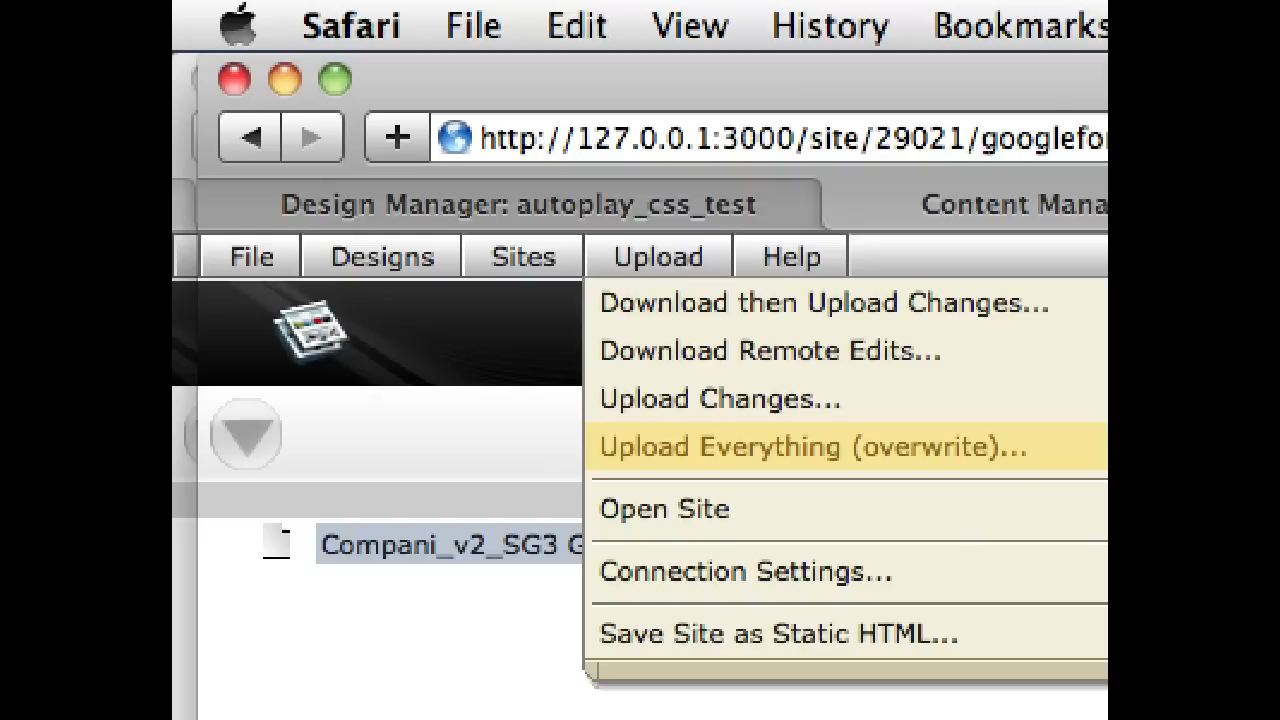 Safari File Edit View History Bookmarks
http://127.0.0.1:3000/site/29021/googlefo
Design Manager: autoplay_css_test Content Mana
File Designs Sites Upload Help
Download then Upload Changes...
Download Remote Edits...
Upload Changes...
Upload Everything (overwrite)...
Open Site
Compani_v2_SG3 G
Connection Settings...
Save Site as Static HTML...